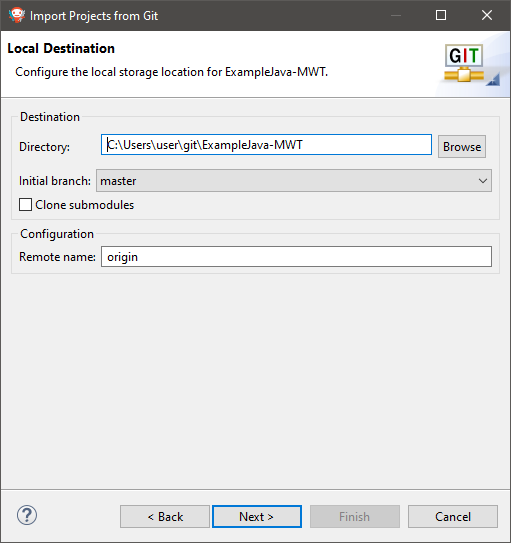 Import Projects from Git
Local Destination
Configure the local storage location for ExampleJava-MWT.
GIT
Destination
Directory: C:\Users\user\git\ExampleJava-MWT Browse
Initial branch: master
Clone submodules
Configuration
Remote name: origin
? < Back Next > Finish Cancel